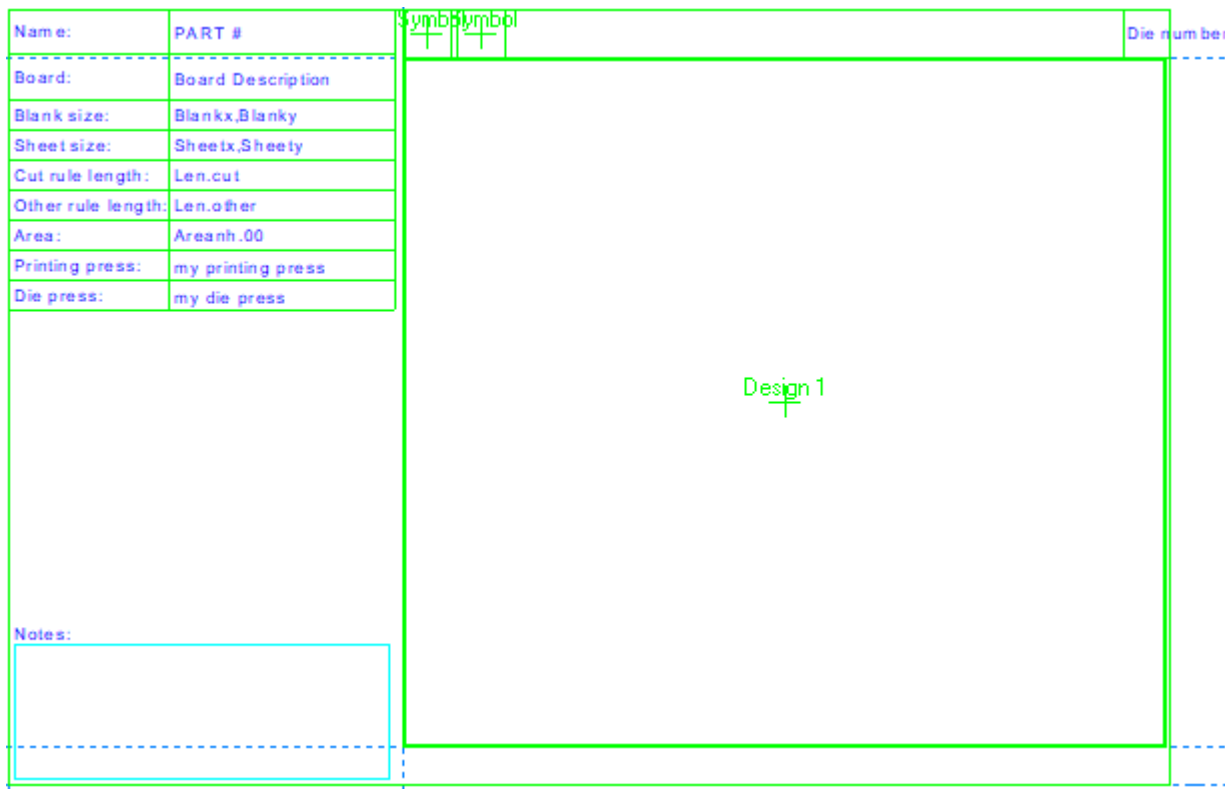 Name: PART #
Symbol Symbol
Die number
Board: Board Description
Blank size: Blankx,Blanky
Sheet size: Sheetx,Sheety
Cut rule length: Len.cut
Other rule length: Len.other
Area: Areanh.00
Printing press: my printing press
Die press: my die press
Design 1
Notes: